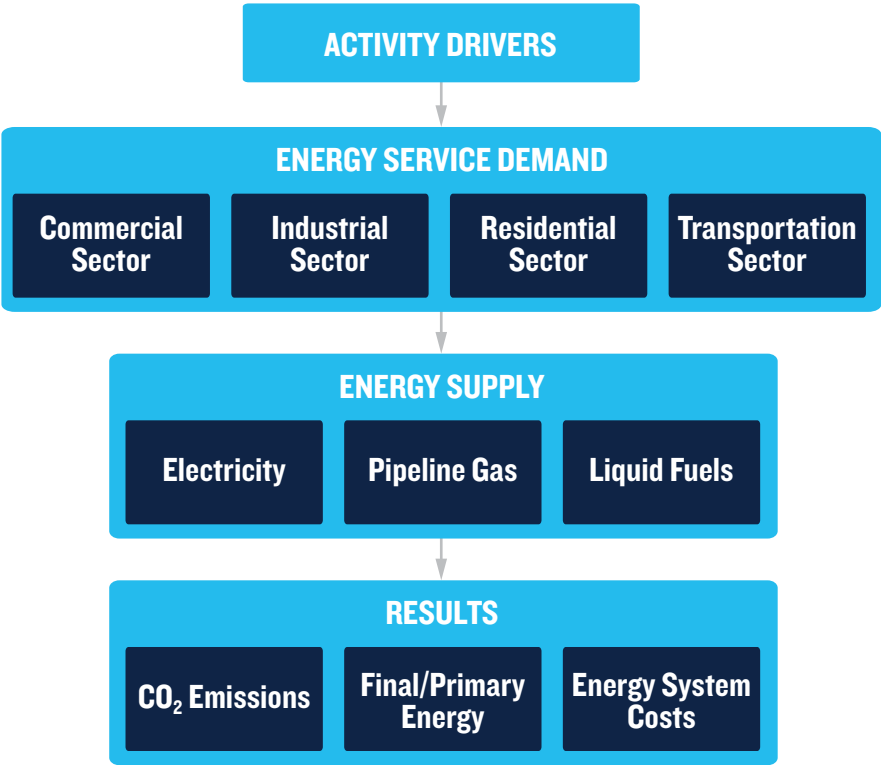 ACTIVITY DRIVERS
ENERGY SERVICE DEMAND
Commercial
Sector
Industrial
Sector
Residential
Sector
Transportation
Sector
ENERGY SUPPLY
Electricity
Pipeline Gas
Liquid Fuels
RESULTS
CO₂ Emissions
Final/Primary
Energy
Energy System
Costs